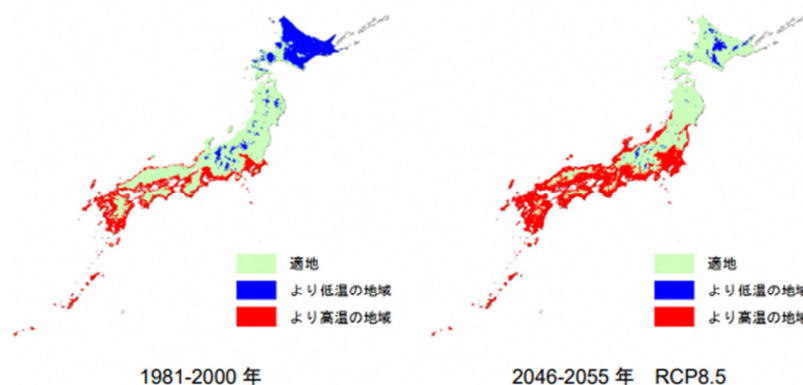 適地
より低温の地域
より高温の地域
1981-2000 年
適地
より低温の地域
より高温の地域
2046-2055 年 RCP8.5